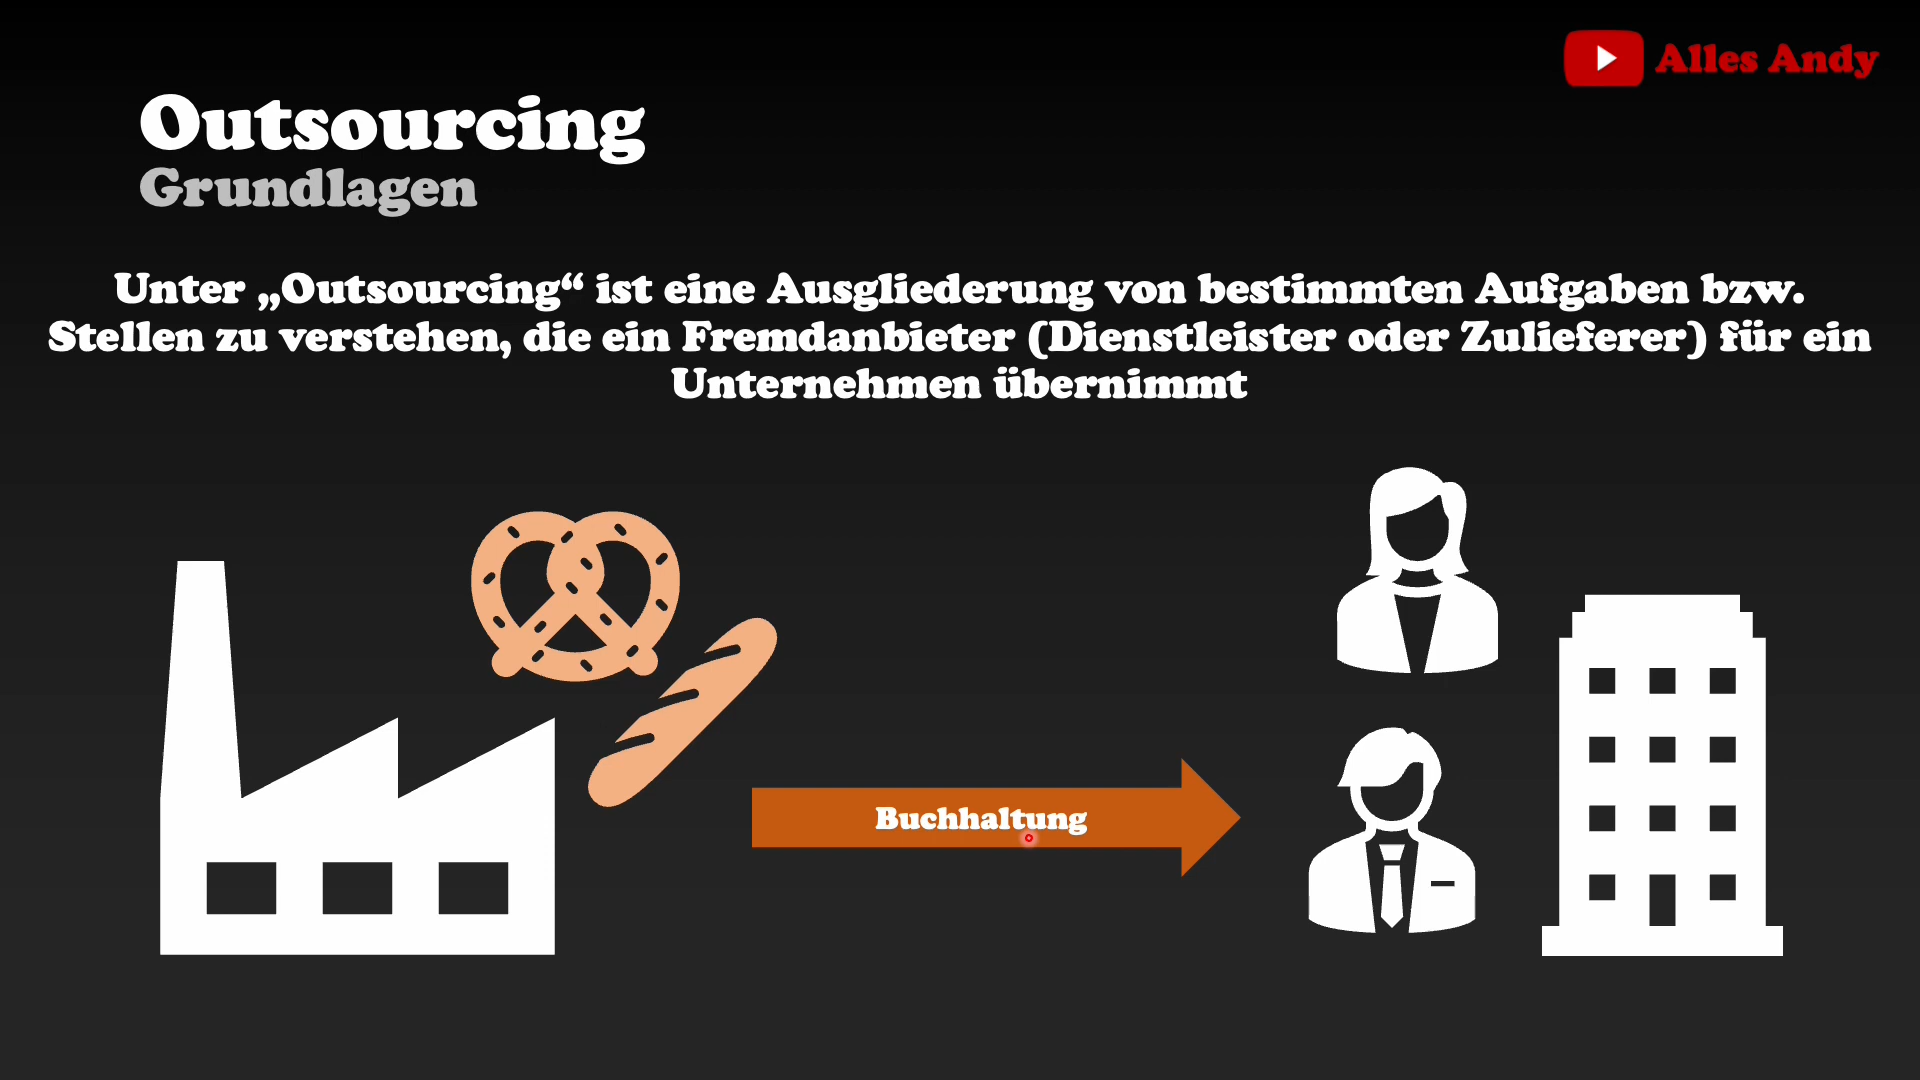 Alles Andy
Outsourcing
Grundlagen
Unter „Outsourcing“ ist eine Ausgliederung von bestimmten Aufgaben bzw.
Stellen zu verstehen, die ein Fremdanbieter (Dienstleister oder Zulieferer) für ein
Unternehmen übernimmt
Buchhaltung